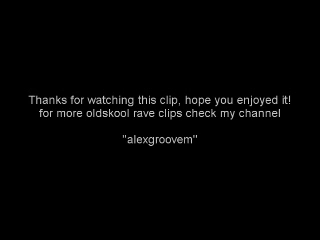 Thanks for watching this clip, hope you enjoyed it!
for more oldskool rave clips check my channel
"alexgroovem"